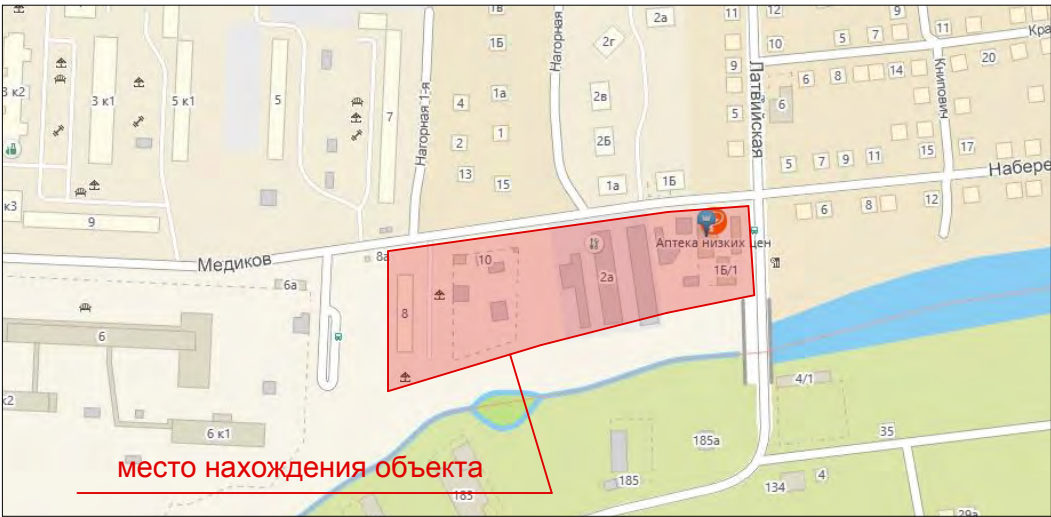 1в
2а
11
12
9
11
Кра
1Б
2г
10
5
7
20
3 к2
3 к1
5 к1
5
7
Нагорная 1-я
Нагорная
4
1а
2в
9
Латвийская
6
8
14
Книпович
6
2
1
2Б
5
13
15
1а
1Б
5
7
9
11
15
17
Набере
к3
9
6
8
12
Медиков
8а
10
Аптека низких цен
2а
1Б/1
6а
8
6
4/1
к2
6 к1
185а
35
место нахождения объекта
183
185
134
4
29а